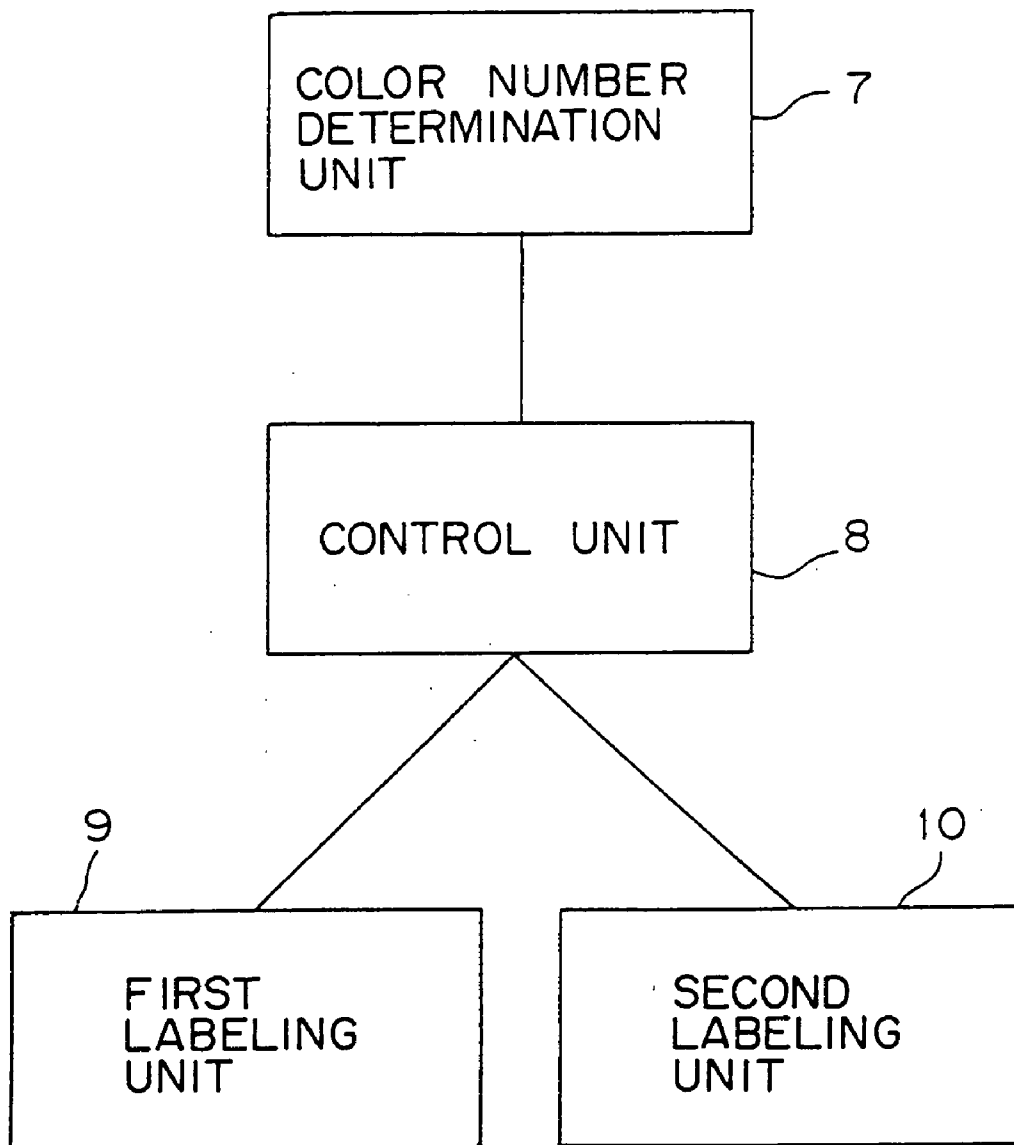 COLOR NUMBER
DETERMINATION
UNIT
7
CONTROL UNIT
8
9
10
FIRST
LABELING
UNIT
SECOND
LABELING
UNIT